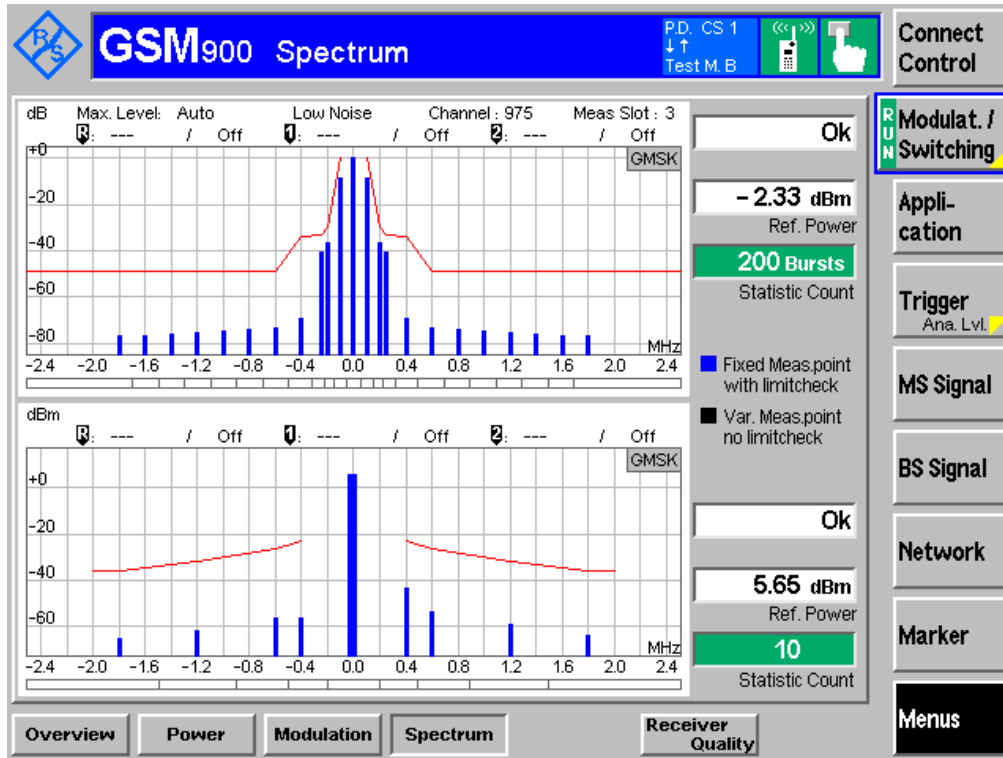 R&S
GSM900 Spectrum
P.D. CS 1
↓↑
Test M. B
Connect Control
dB Max. Level: Auto Low Noise Channel : 975 Meas Slot : 3
R: --- / Off 1: --- / Off 2: --- / Off
GMSK
+0
-20
-40
-60
-80
MHz
-2.4 -2.0 -1.6 -1.2 -0.8 -0.4 0.0 0.4 0.8 1.2 1.6 2.0 2.4
Ok
– 2.33 dBm
Ref. Power
200 Bursts
Statistic Count
Fixed Meas.point
with limitcheck
Var. Meas.point
no limitcheck
dBm
R: --- / Off 1: --- / Off 2: --- / Off
GMSK
+0
-20
-40
-60
MHz
-2.4 -2.0 -1.6 -1.2 -0.8 -0.4 0.0 0.4 0.8 1.2 1.6 2.0 2.4
Ok
5.65 dBm
Ref. Power
10
Statistic Count
RUN
Modulat. /
Switching
Appli-
cation
Trigger
Ana. Lvl.
MS Signal
BS Signal
Network
Marker
Menus
Overview
Power
Modulation
Spectrum
Receiver
Quality